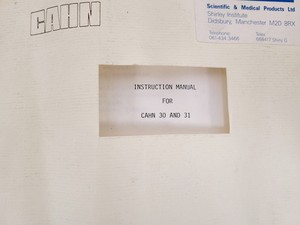 CAHN
Scientific & Medical Products Ltd
Shirley Institute
Didsbury, Manchester M20 8RX
Telephone:
Telex:
INSTRUCTION MANUAL
FOR
CAHN 30 AND 31